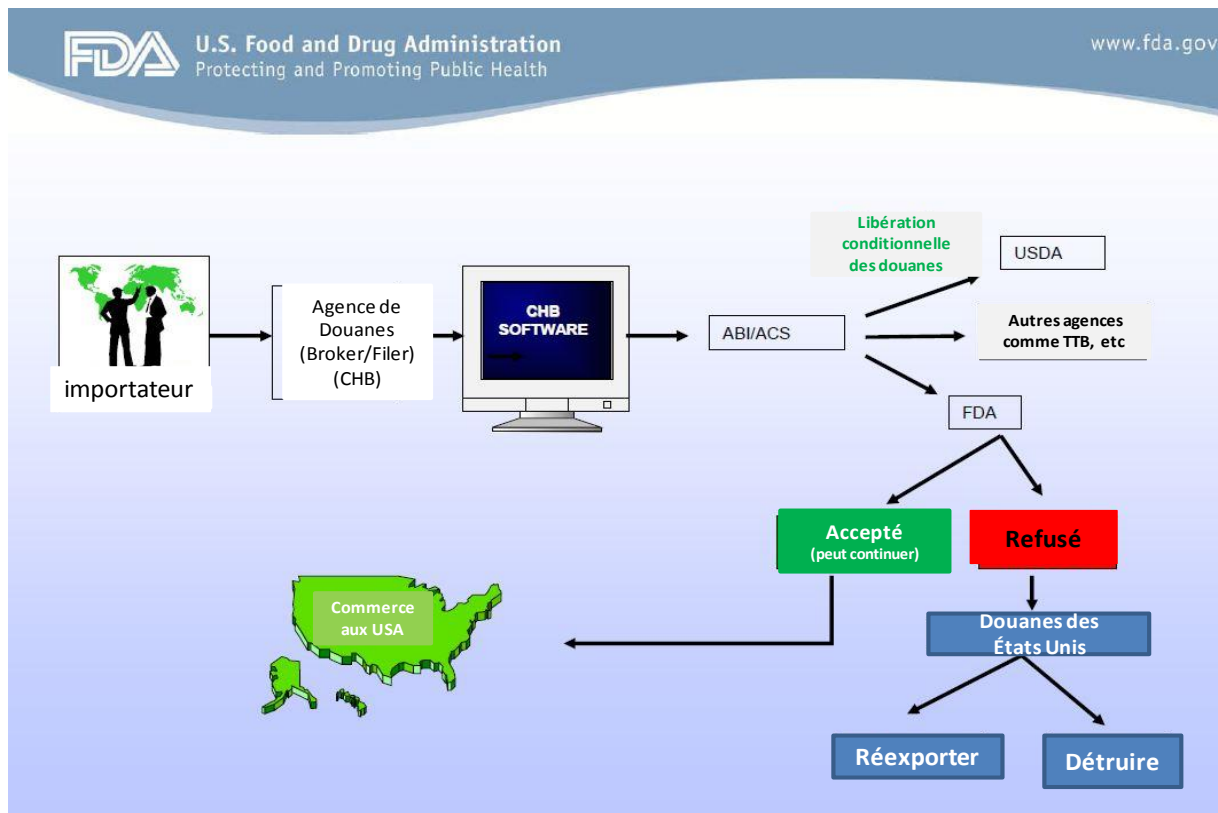 FDA
U.S. Food and Drug Administration
Protecting and Promoting Public Health
www.fda.gov
Libération
conditionnelle
des douanes
USDA
importateur
Agence de
Douanes
(Broker/Filer)
(CHB)
CHB
SOFTWARE
ABI/ACS
Autres agences
comme TTB, etc
FDA
Accepté
(peut continuer)
Refusé
Commerce
aux USA
Douanes des
États Unis
Réexporter
Détruire